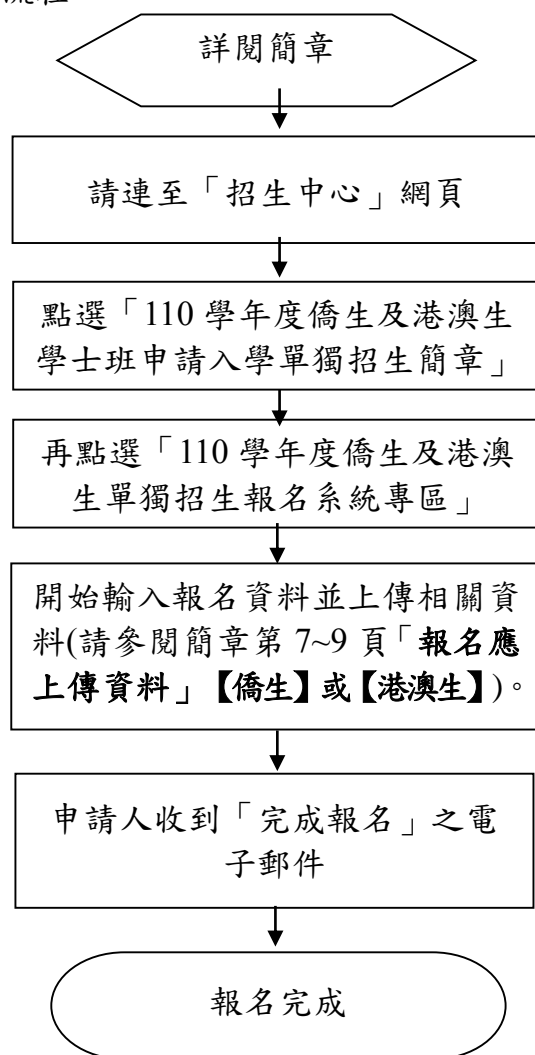 詳閱簡章
請連至「招生中心」網頁
點選「110 學年度僑生及港澳生
學士班申請入學單獨招生簡章」
再點選「110 學年度僑生及港澳
生單獨招生報名系統專區」
開始輸入報名資料並上傳相關資
料(請參閱簡章第 7~9 頁「報名應
上傳資料」【僑生】或【港澳生】)。
申請人收到「完成報名」之電
子郵件
報名完成